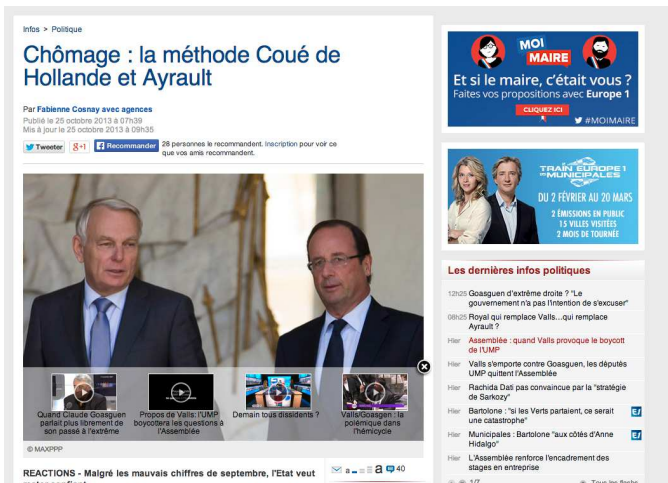 Infos > Politique
Chômage : la méthode Coué de
Hollande et Ayrault
Par Fabienne Cosnay avec agences
Publié le 25 octobre 2013 à 07h39
Mis à jour le 25 octobre 2013 à 09h35
Tweeter
g+1
Recommander
28 personnes le recommandent. Inscription pour voir ce
que vos amis recommandent.
Quand Claude Goasguen
parlait plus librement de
son passé à l'extrême
Propos de Valls: l'UMP
boycottera les questions à
l'Assemblée
Demain tous dissidents ?
Valls/Gosgen : la
polémique dans
l'hémicycle
© MAXPPP
REACTIONS - Malgré les mauvais chiffres de septembre, l'Etat veut
a
a
40
MOI
MAIRE
Et si le maire, c'était vous ?
Faites vos propositions avec Europe 1
CLIQUEZ ICI
#MOIMAIRE
TRAIN EUROPE 1
DES MUNICIPALES
DU 2 FÉVRIER AU 20 MARS
2 ÉMISSIONS EN PUBLIC
15 VILLES VISITÉES
2 MOIS DE TOURNÉE
Les dernières infos politiques
12h25 Goasguen d'extrême droite ? "Le
gouvernement n'a pas l'intention de s'excuser"
08h25 Royal qui remplace Valls...qui remplace
Ayrault ?
Hier Assemblée : quand Valls provoque le boycott
de l'UMP
Hier Valls s'emporte contre Goasguen, les députés
UMP quittent l'Assemblée
Hier Rachida Dati pas convaincue par la "stratégie
de Sarkozy"
Hier Bartolone : "si les Verts partaient, ce serait
une catastrophe"
E1
Hier Municipales : Bartolone "aux côtés d'Anne
Hidalgo"
E1
Hier L'Assemblée renforce l'encadrement des
stages en entreprise
1/7
Tous les flashs